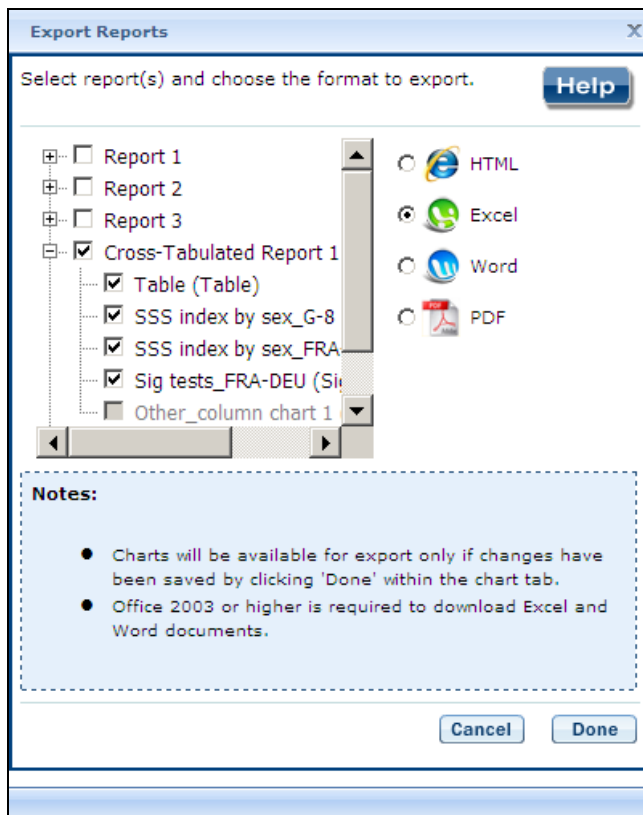 Export Reports X
Select report(s) and choose the format to export.
Help
Report 1
Report 2
Report 3
Cross-Tabulated Report 1
Table (Table)
SSS index by sex_G-8
SSS index by sex_FRA-
Sig tests_FRA-DEU (Si
Other_column chart 1
HTML
Excel
Word
PDF
Notes:
● Charts will be available for export only if changes have
been saved by clicking 'Done' within the chart tab.
● Office 2003 or higher is required to download Excel and
Word documents.
Cancel Done